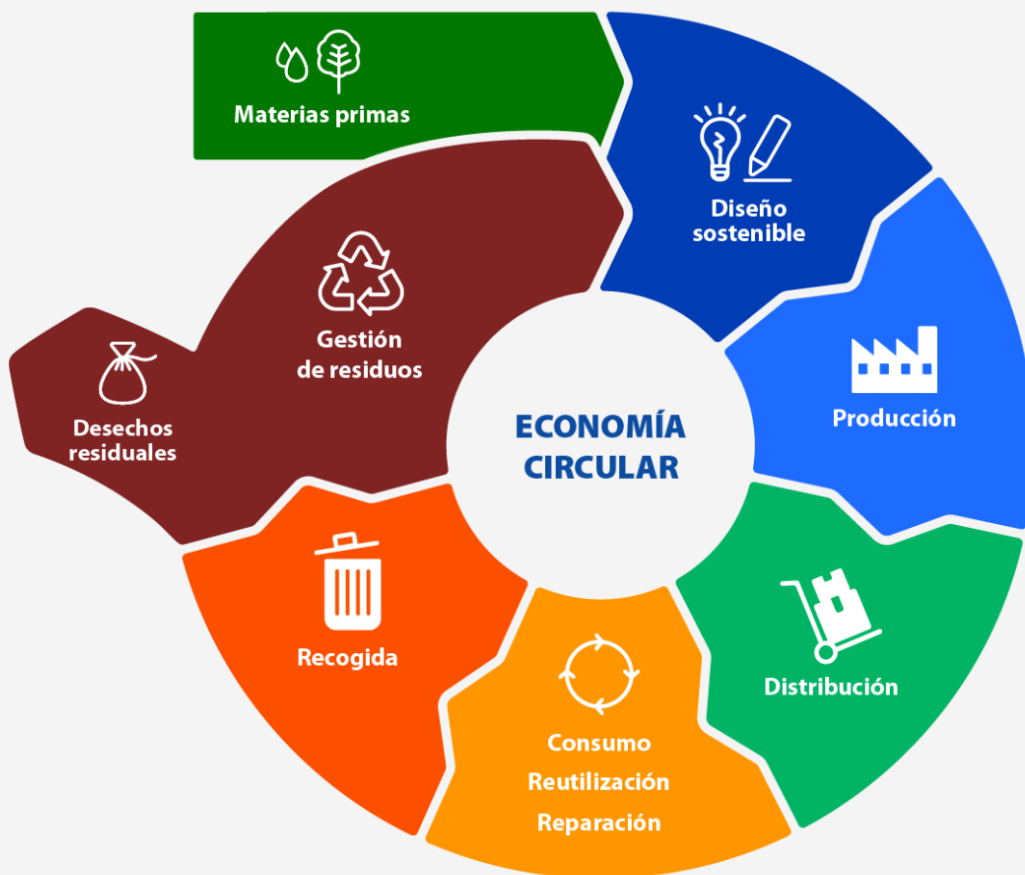 Materias primas
Diseño
sostenible
Producción
Distribución
Consumo
Reutilización
Reparación
Recogida
Gestión
de residuos
Desechos
residuales
ECONOMÍA
CIRCULAR